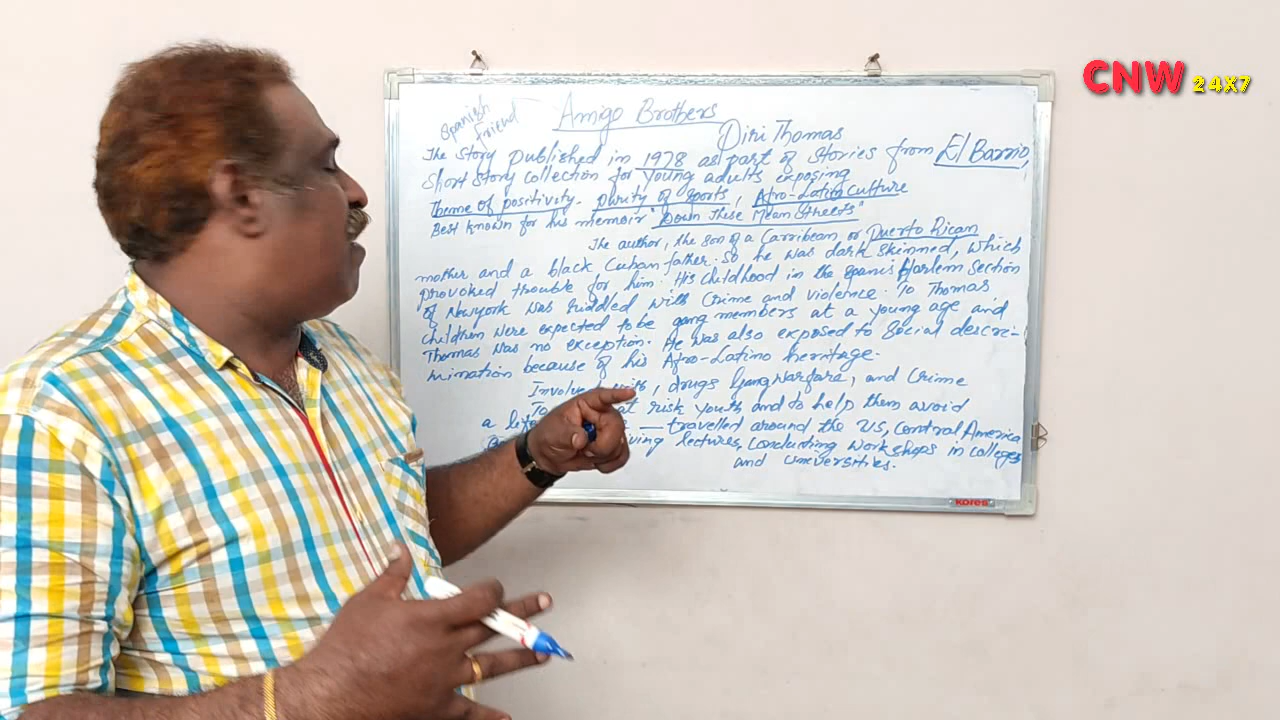 CNW 24X7
Spanish
friend
Amigo Brothers
Piri Thomas
The Story published in 1978 as part of Stories from El Barrio,
Short Story collection for young adults exposing
Theme of positivity, purity of sports, Afro-Latino culture
Best known for his memoir "Down These Mean Streets"
The author, the son of a Carribean or Puerto Rican
mother and a black Cuban father. So he was dark skinned, which
provoked trouble for him. His childhood in the Spanis Harlem Section
of Newyork was riddled with crime and violence. To Thomas
children were expected to be gang members at a young age and
Thomas was no exception. He was also exposed to Social descre-
mination because of his Afro-Latino heritage.
Involve with, drugs Gang warfare, and Crime
To at risk youth and to help them avoid
a life — travelled around the US, Central America
giving lectures, conducting workshops in colleges
and universities.
Kores